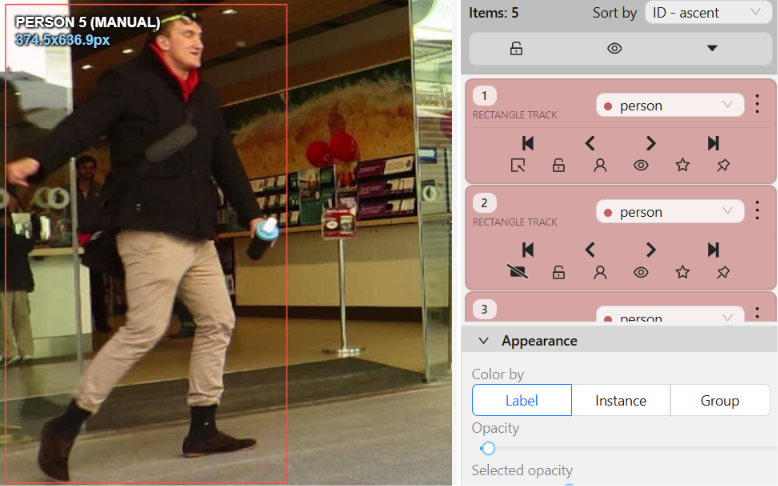 PERSON 5 (MANUAL)
374.5x636.9px
Items: 5
Sort by
ID - ascent
1
person
RECTANGLE TRACK
2
person
RECTANGLE TRACK
3
person
Appearance
Color by
Label
Instance
Group
Opacity
Selected opacity